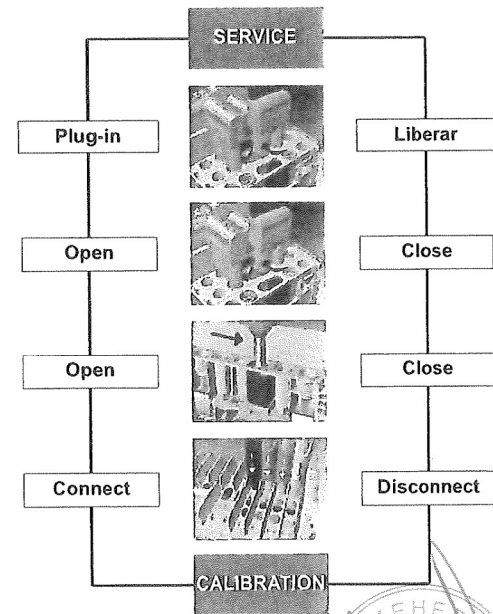 SERVICE
Plug-in
Liberar
Open
Close
Open
Close
Connect
Disconnect
CALIBRATION